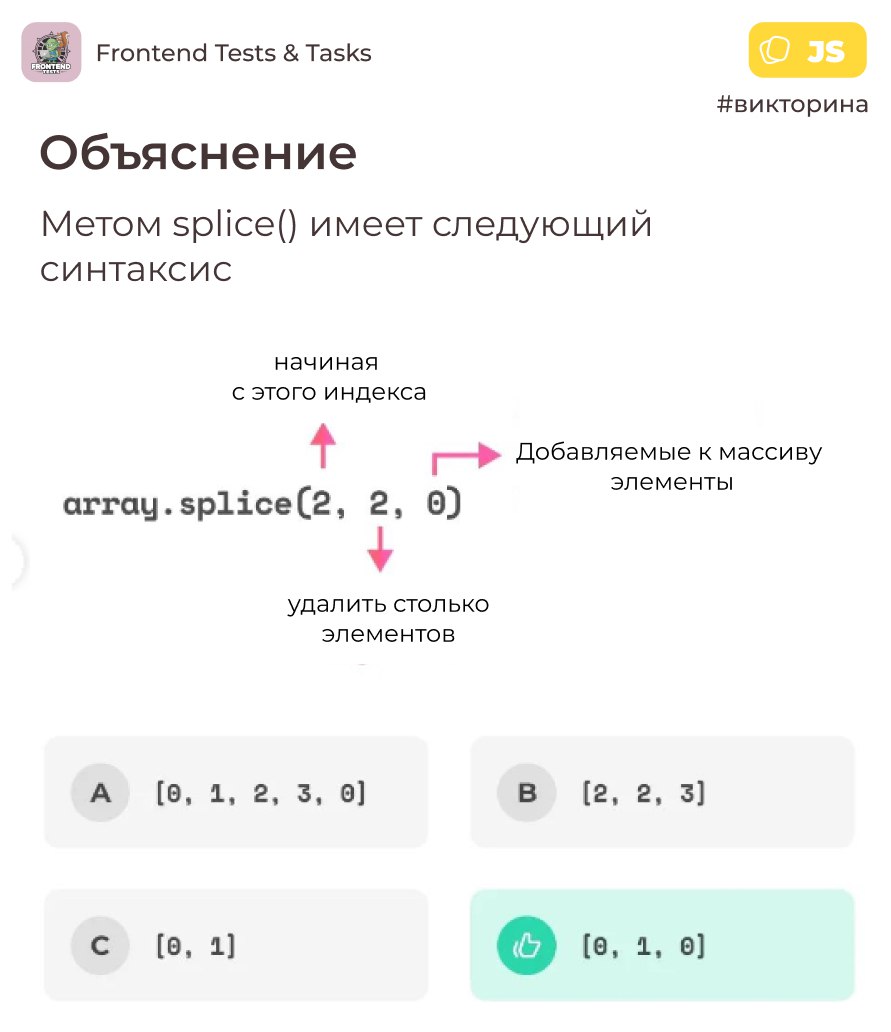 FRONTEND
TESTS
Frontend Tests & Tasks
JS
#викторина
Объяснение
Метом splice() имеет следующий
синтаксис
начиная
с этого индекса
Добавляемые к массиву
элементы
array.splice(2, 2, 0)
удалить столько
элементов
A [0, 1, 2, 3, 0]
B [2, 2, 3]
C [0, 1]
[0, 1, 0]